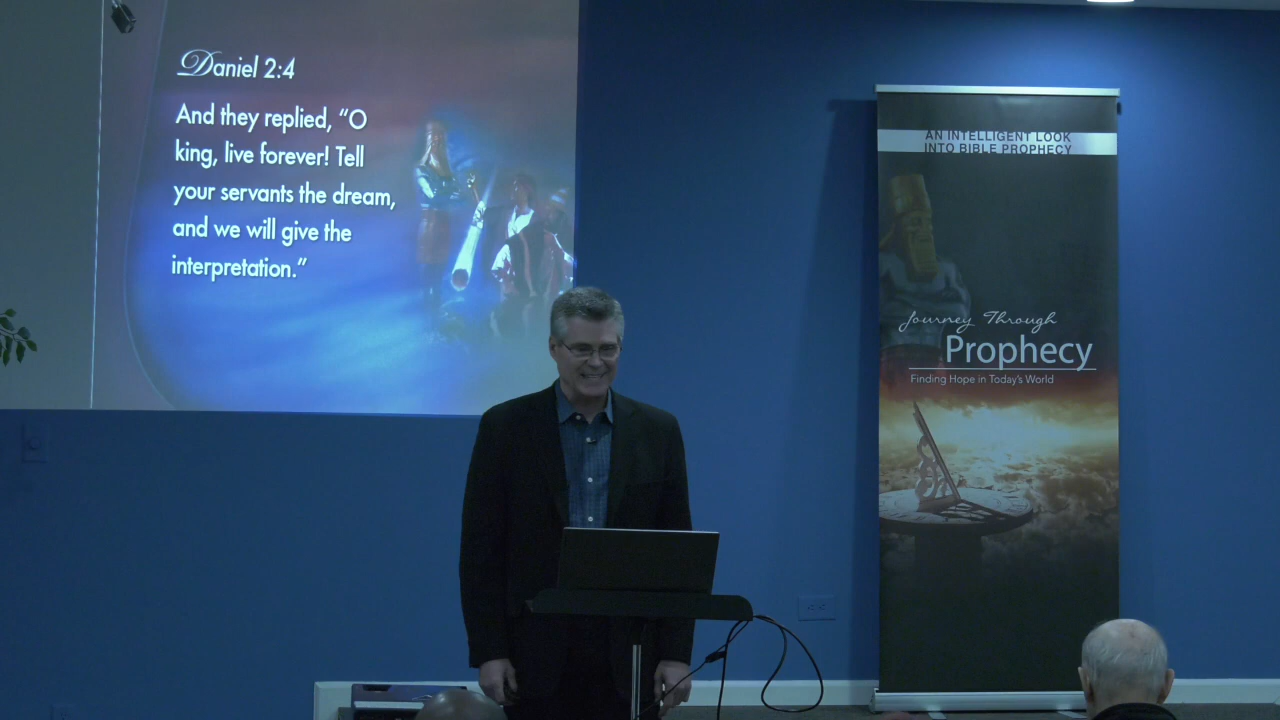 Daniel 2:4
And they replied, “O
king, live forever! Tell
your servants the dream,
and we will give the
interpretation.”
AN INTELLIGENT LOOK
INTO BIBLE PROPHECY
Journey Through
Prophecy
Finding Hope in Today's World